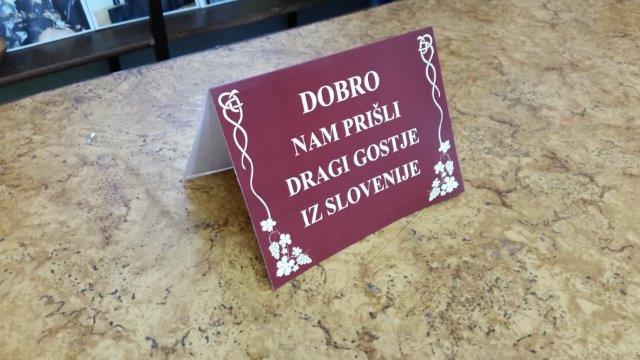 DOBRO
NAM PRIŠLI
DRAGI GOSTJE
IZ SLOVENIJE